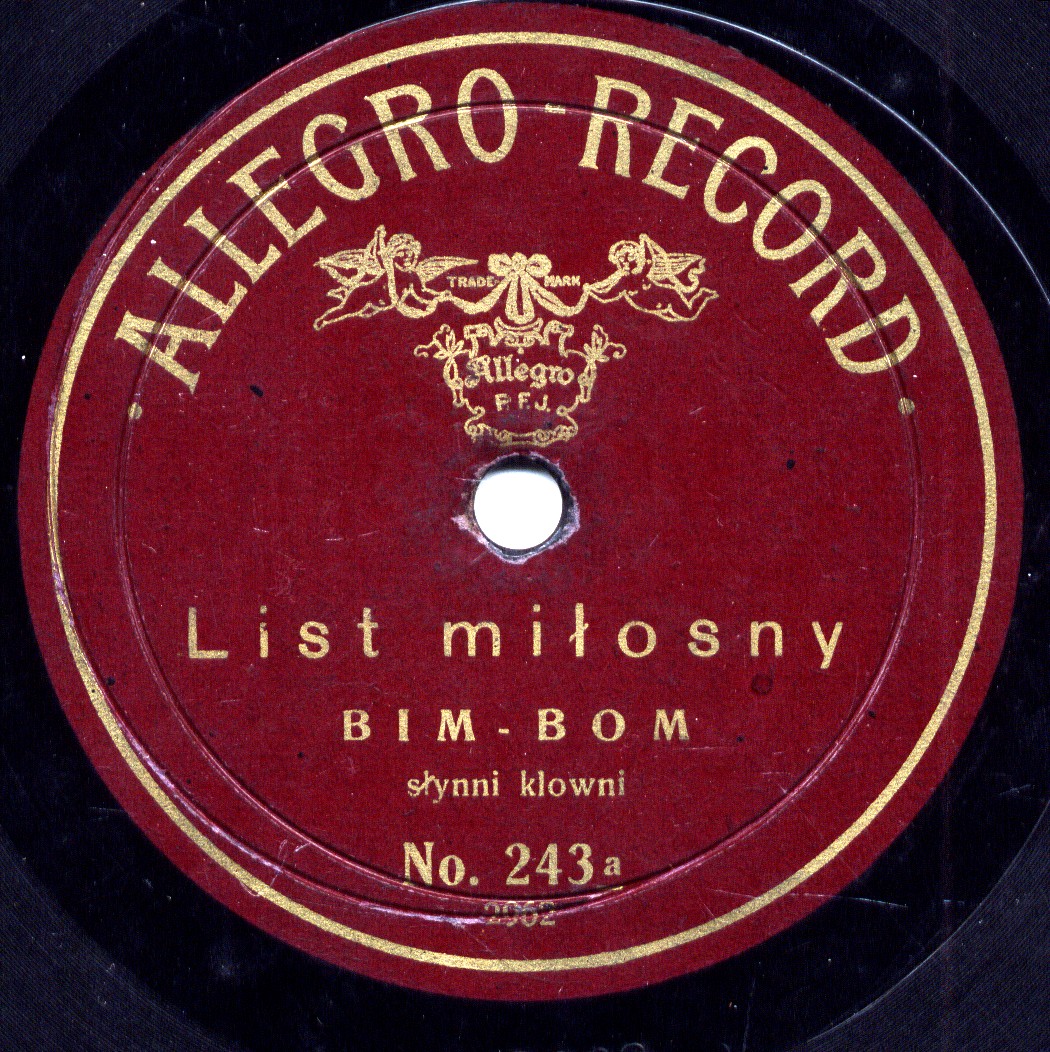 ALLEGRO-RECORD
TRADE MARK
Allegro
P.F.J.
List miłosny
BIM-BOM
słynni klowni
No. 243a